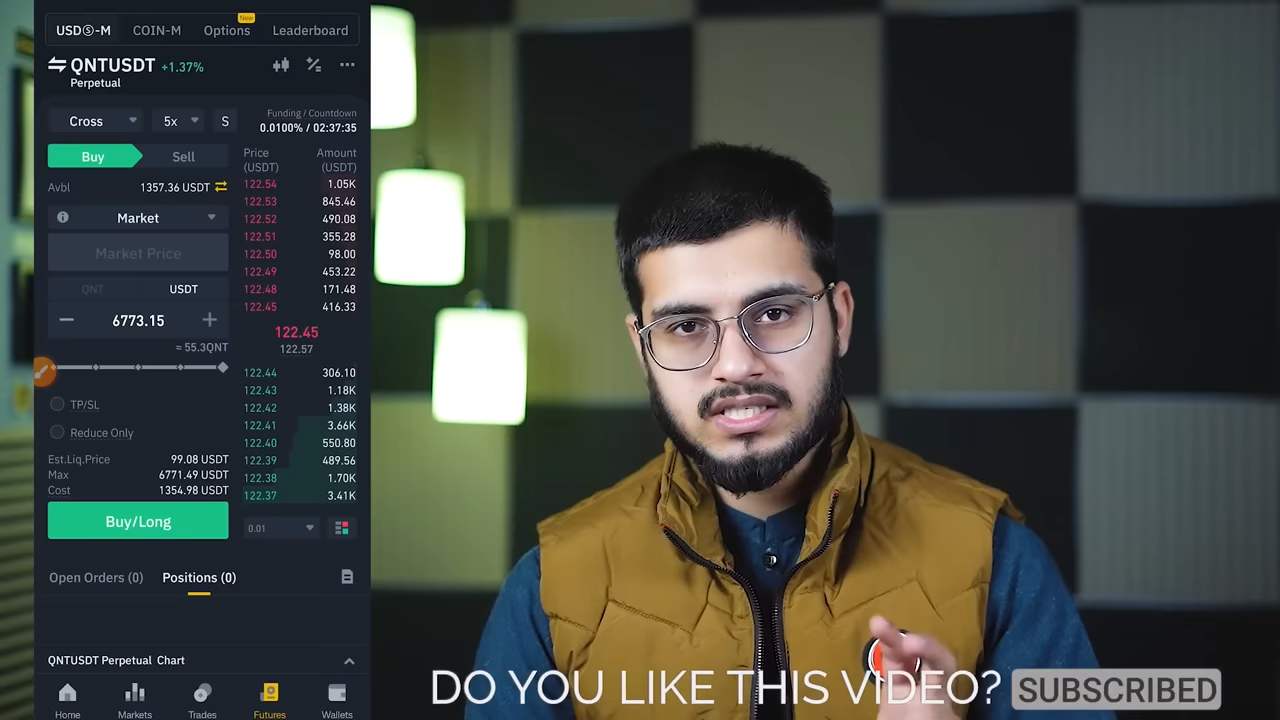 USDⓈ-M COIN-M Options New Leaderboard
QNTUSDT +1.37%
Perpetual
Cross 5x S
Funding / Countdown
0.0100% / 02:37:35
Buy Sell
Avbl 1357.36 USDT
Market
Market Price
QNT USDT
6773.15
≈ 55.3QNT
TP/SL
Reduce Only
Est.Liq.Price 99.08 USDT
Max 6771.49 USDT
Cost 1354.98 USDT
Buy/Long
Price Amount
(USDT) (USDT)
122.54 1.05K
122.53 845.46
122.52 490.08
122.51 355.28
122.50 98.00
122.49 453.22
122.48 171.48
122.45 416.33
122.45
122.57
122.44 306.10
122.43 1.18K
122.42 1.38K
122.41 3.66K
122.40 550.80
122.39 489.56
122.38 1.70K
122.37 3.41K
0.01
Open Orders (0) Positions (0)
QNTUSDT Perpetual Chart
Home Markets Trades Futures Wallets
DO YOU LIKE THIS VIDEO? SUBSCRIBED